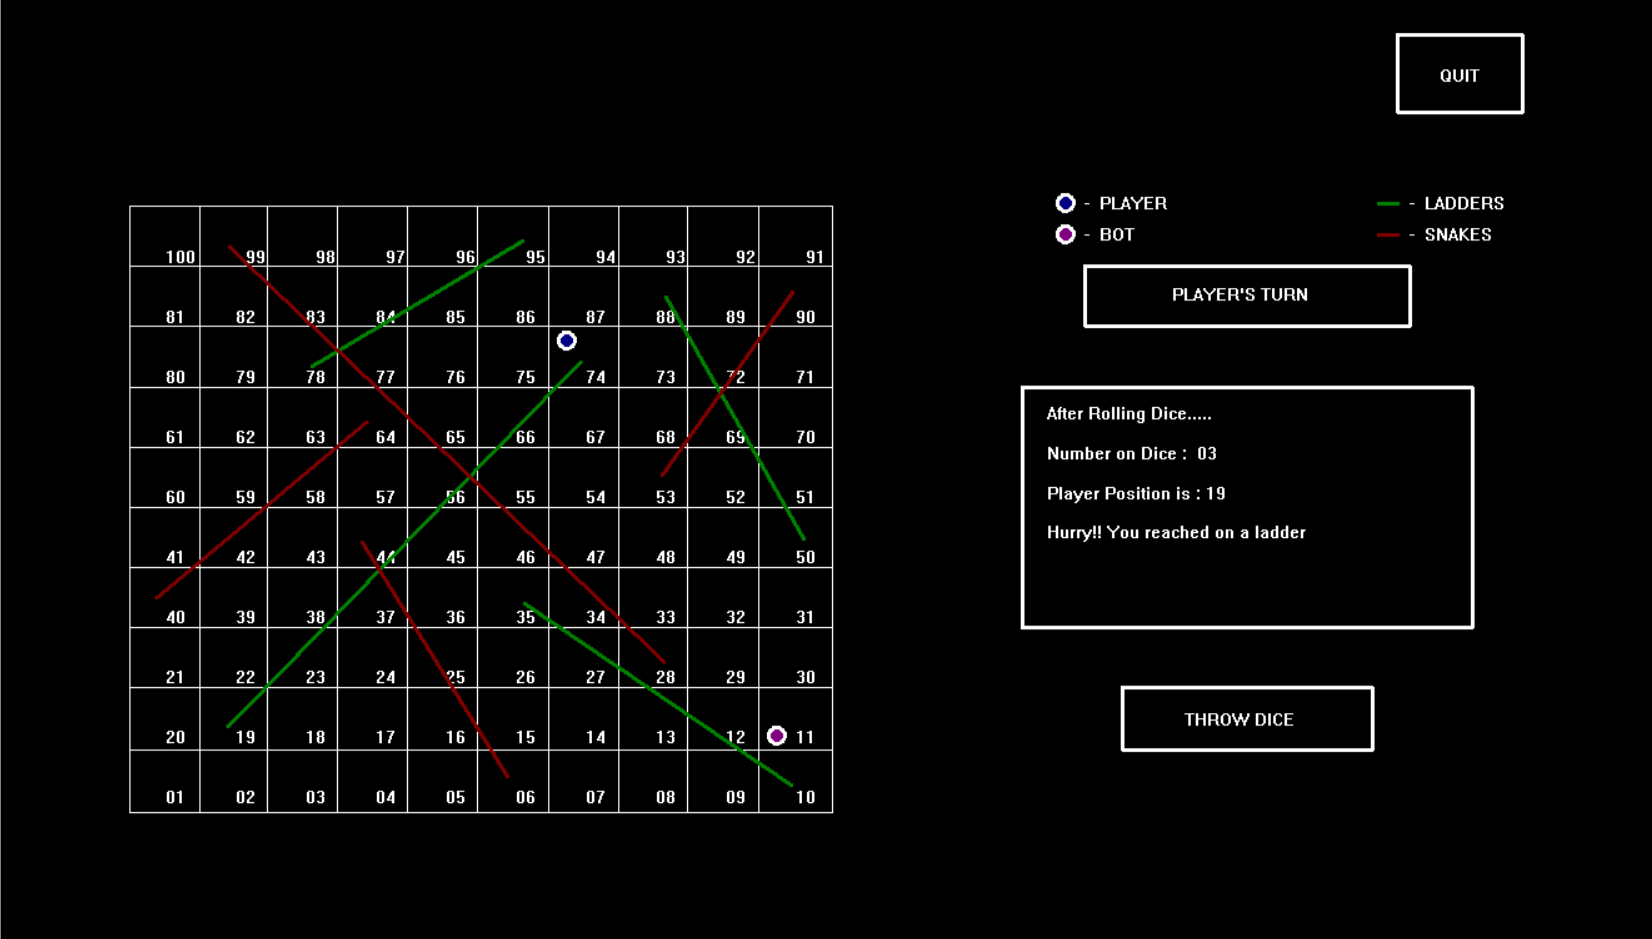 QUIT
- PLAYER - LADDERS
- BOT - SNAKES
PLAYER'S TURN
100 99 98 97 96 95 94 93 92 91
81 82 83 84 85 86 87 88 89 90
80 79 78 77 76 75 74 73 72 71
61 62 63 64 65 66 67 68 69 70
60 59 58 57 56 55 54 53 52 51
41 42 43 44 45 46 47 48 49 50
40 39 38 37 36 35 34 33 32 31
21 22 23 24 25 26 27 28 29 30
20 19 18 17 16 15 14 13 12 11
01 02 03 04 05 06 07 08 09 10
After Rolling Dice.....
Number on Dice : 03
Player Position is : 19
Hurry!! You reached on a ladder
THROW DICE